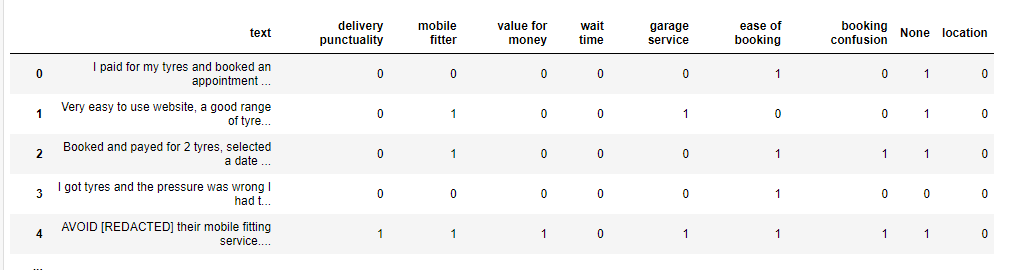 text delivery punctuality mobile fitter value for money wait time garage service ease of booking booking confusion None location
0 I paid for my tyres and booked an appointment ... 0 0 0 0 0 1 0 1 0
1 Very easy to use website, a good range of tyre... 0 1 0 0 1 0 0 1 0
2 Booked and payed for 2 tyres, selected a date ... 0 1 0 0 0 1 1 1 0
3 I got tyres and the pressure was wrong I had t... 0 0 0 0 0 1 0 0 0
4 AVOID [REDACTED] their mobile fitting service.... 1 1 1 0 1 1 1 1 0
...